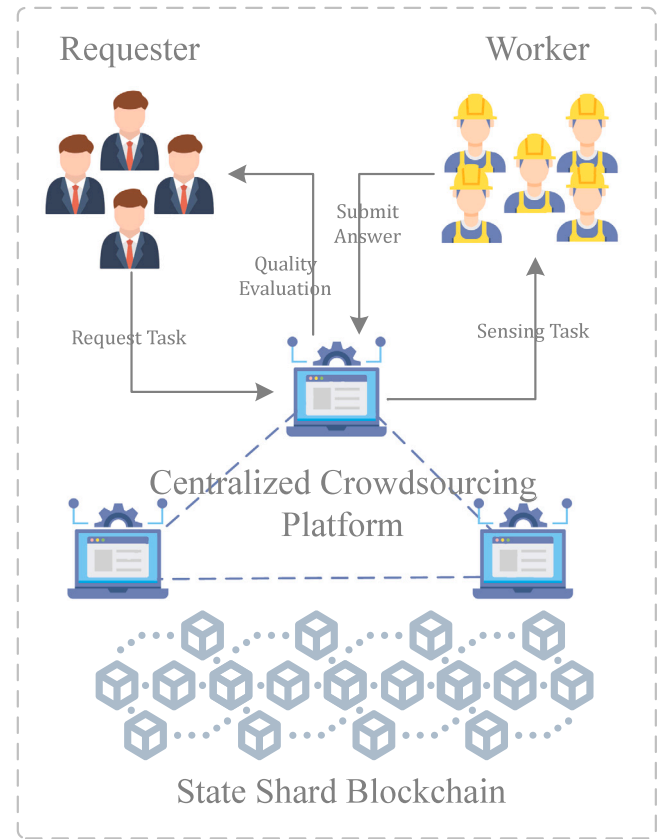 Requester
Worker
Submit
Answer
Quality
Evaluation
Request Task
Sensing Task
Centralized Crowdsourcing
Platform
State Shard Blockchain